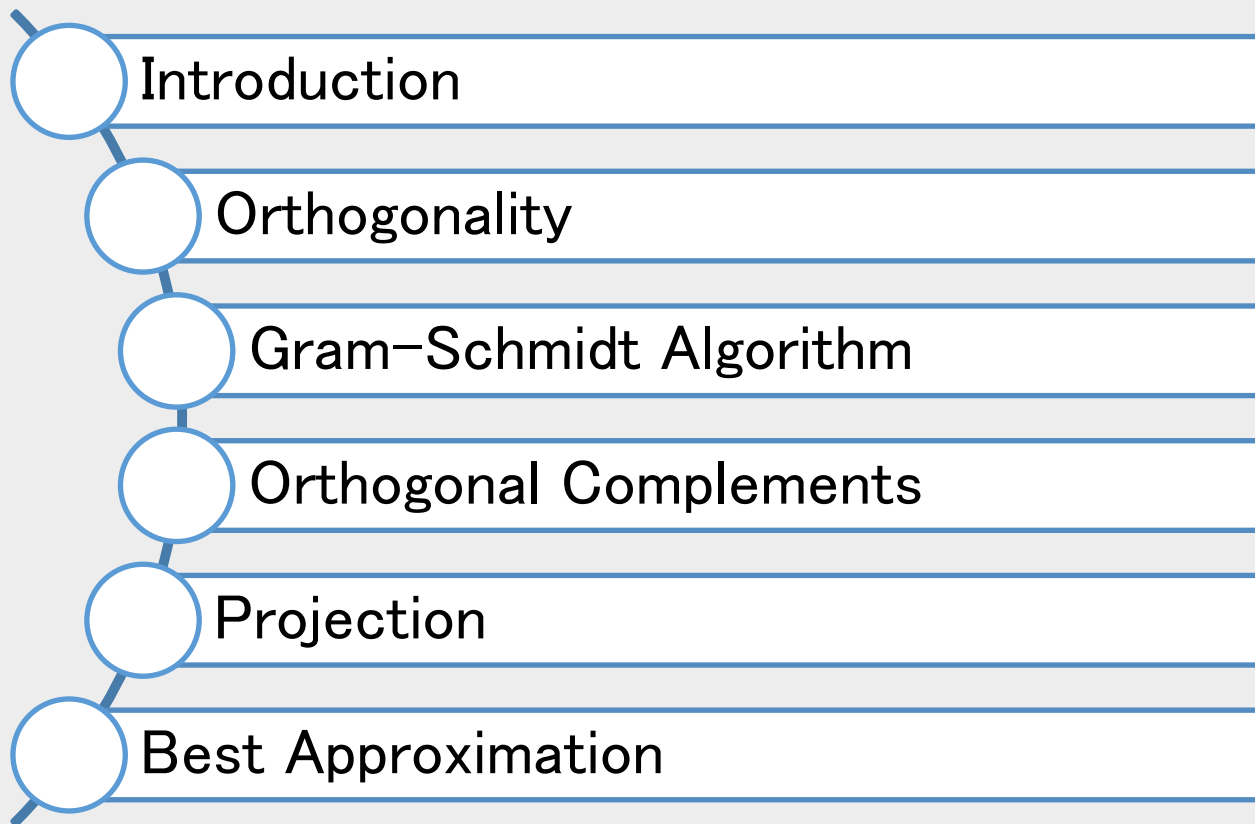 Introduction
Orthogonality
Gram-Schmidt Algorithm
Orthogonal Complements
Projection
Best Approximation